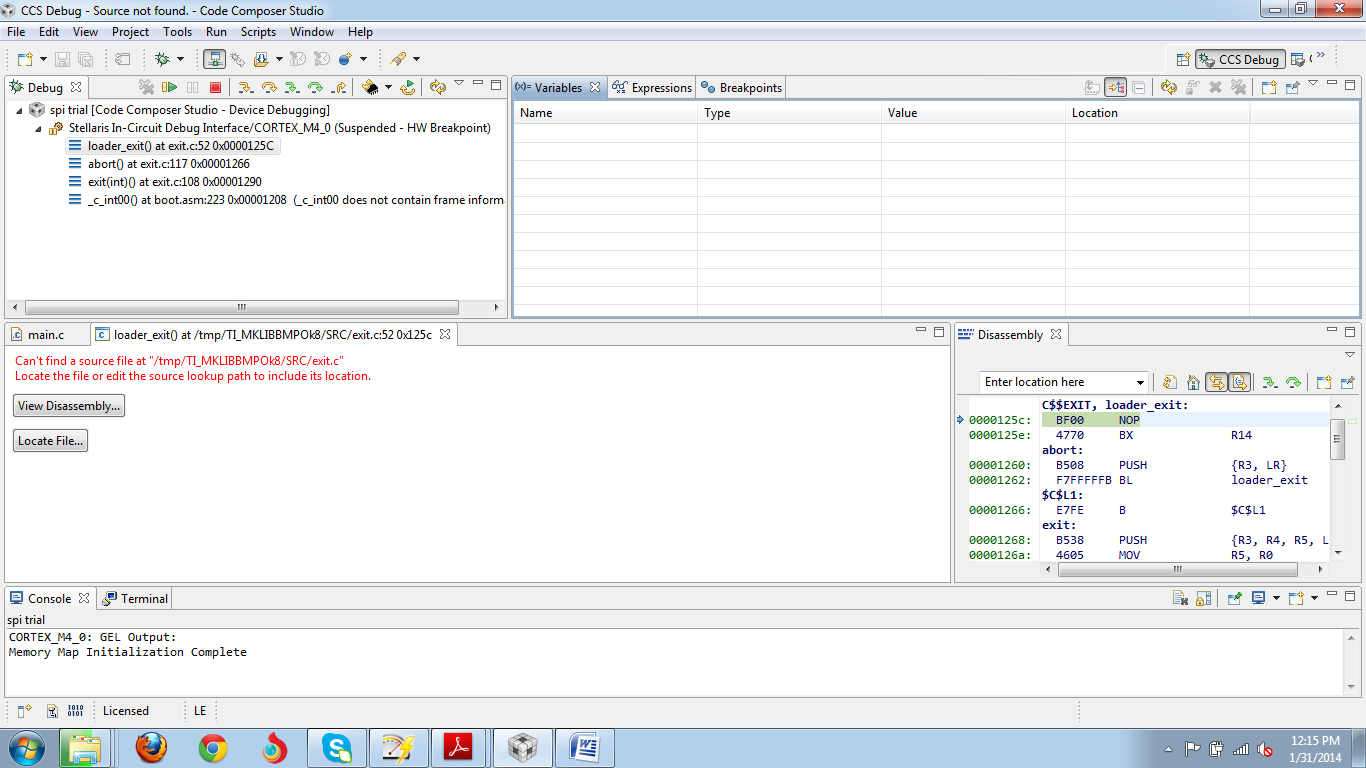 CCS Debug - Source not found. - Code Composer Studio
File Edit View Project Tools Run Scripts Window Help
CCS Debug
Debug
spi trial [Code Composer Studio - Device Debugging]
Stellaris In-Circuit Debug Interface/CORTEX_M4_0 (Suspended - HW Breakpoint)
loader_exit() at exit.c:52 0x0000125C
abort() at exit.c:117 0x00001266
exit(int)() at exit.c:108 0x00001290
_c_int00() at boot.asm:223 0x00001208 (_c_int00 does not contain frame inform
(x)= Variables Expressions Breakpoints
Name Type Value Location
main.c loader_exit() at /tmp/TI_MKLIBBMPOk8/SRC/exit.c:52 0x125c
Can't find a source file at "/tmp/TI_MKLIBBMPOk8/SRC/exit.c"
Locate the file or edit the source lookup path to include its location.
View Disassembly...
Locate File...
Disassembly
Enter location here
C$$EXIT, loader_exit:
0000125c: BF00 NOP
0000125e: 4770 BX R14
abort:
00001260: B508 PUSH {R3, LR}
00001262: F7FFFFFB BL loader_exit
$C$L1:
00001266: E7FE B $C$L1
exit:
00001268: B538 PUSH {R3, R4, R5, L
0000126a: 4605 MOV R5, R0
Console Terminal
spi trial
CORTEX_M4_0: GEL Output:
Memory Map Initialization Complete
1010
0101
Licensed LE
12:15 PM
1/31/2014